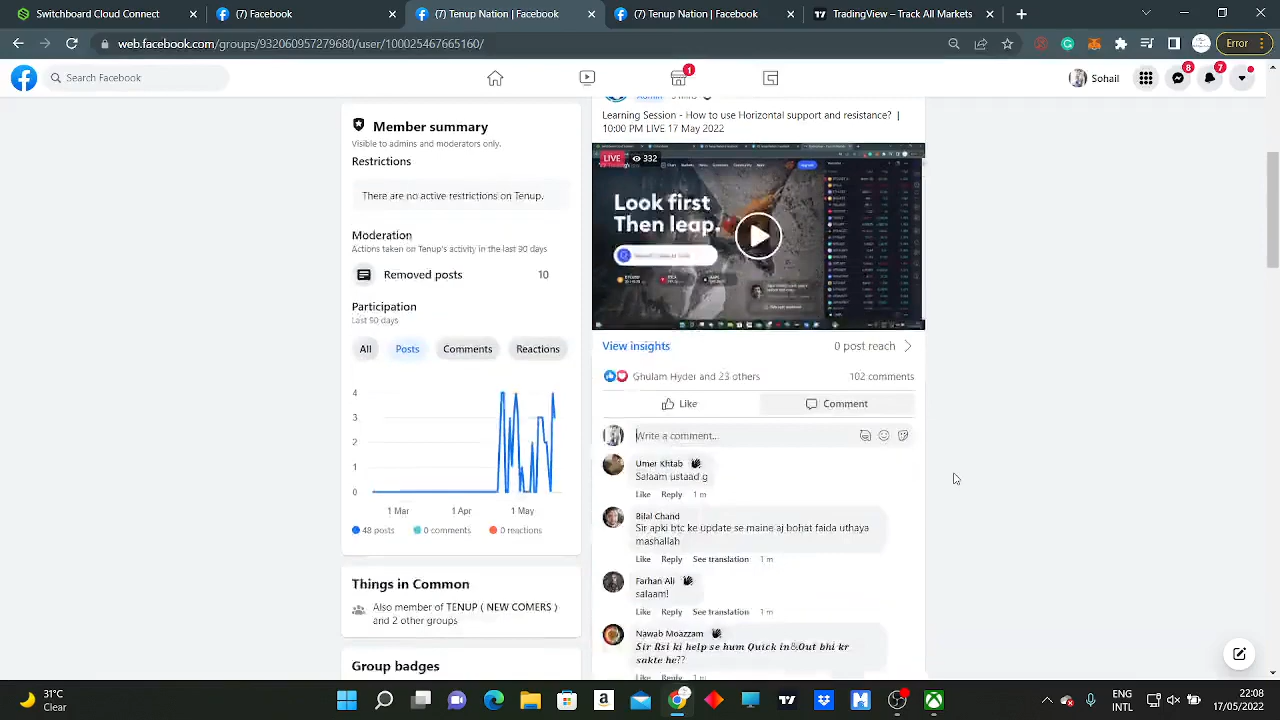 Switchboard Cloud Connect
(7) Facebook
(7) Tenup Nation | Facebook
(7) Tenup Nation | Facebook
TradingView – Track All Markets
web.facebook.com/groups/932060957279680/user/100025467665160/
Error
Search Facebook
1
Sohail
8
7
Member summary
Visible to admins and moderators only.
Restrictions
There are no restrictions on Tenup.
Moderation
Actions taken on Tenup's activity in the last 90 days
Removed posts 10
Participation
Last 90 days
All Posts Comments Reactions
4
3
2
1
0
1 Mar 1 Apr 1 May
48 posts 0 comments 0 reactions
Things in Common
Also member of TENUP ( NEW COMERS )
and 2 other groups
Group badges
Admin
Learning Session - How to use Horizontal support and resistance? |
10:00 PM LIVE 17 May 2022
LIVE 232
Look first
Then leap.
View insights 0 post reach
Ghulam Hyder and 23 others 102 comments
Like Comment
Write a comment...
Umer Khtab
Salaam ustaad g
Like Reply 1 m
Bilal Chand
Sir apki btc ke update se maine aj bohat faida uthaya
mashallah
Like Reply See translation 1 m
Farhan Ali
salaam!
Like Reply See translation 1 m
Nawab Moazzam
Sir Rsi ki help se hum Quick in&Out bhi kr
sakte he??
Like Reply 1 m
31°C
Clear
ENG
INTL
22:08
17/05/2022